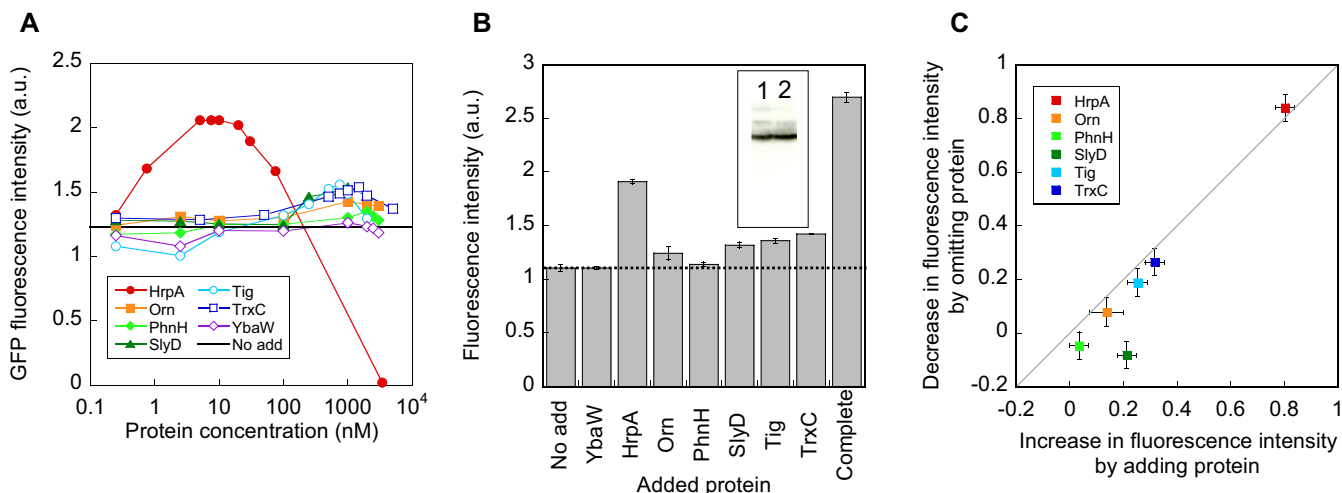 A
GFP fluorescence intensity (a.u.)
2.5
2
1.5
1
0.5
0
HrpA
Orn
PhnH
SlyD
Tig
TrxC
YbaW
No add
0.1 1 10 100 1000 10⁴
Protein concentration (nM)
B
Fluorescence intensity (a.u.)
3
2.5
2
1.5
1
0.5
0
1 2
No add
YbaW
HrpA
Orn
PhnH
SlyD
Tig
TrxC
Complete
Added protein
C
Decrease in fluorescence intensity
by omitting protein
1
0.8
0.6
0.4
0.2
0
-0.2
HrpA
Orn
PhnH
SlyD
Tig
TrxC
-0.2 0 0.2 0.4 0.6 0.8 1
Increase in fluorescence intensity
by adding protein